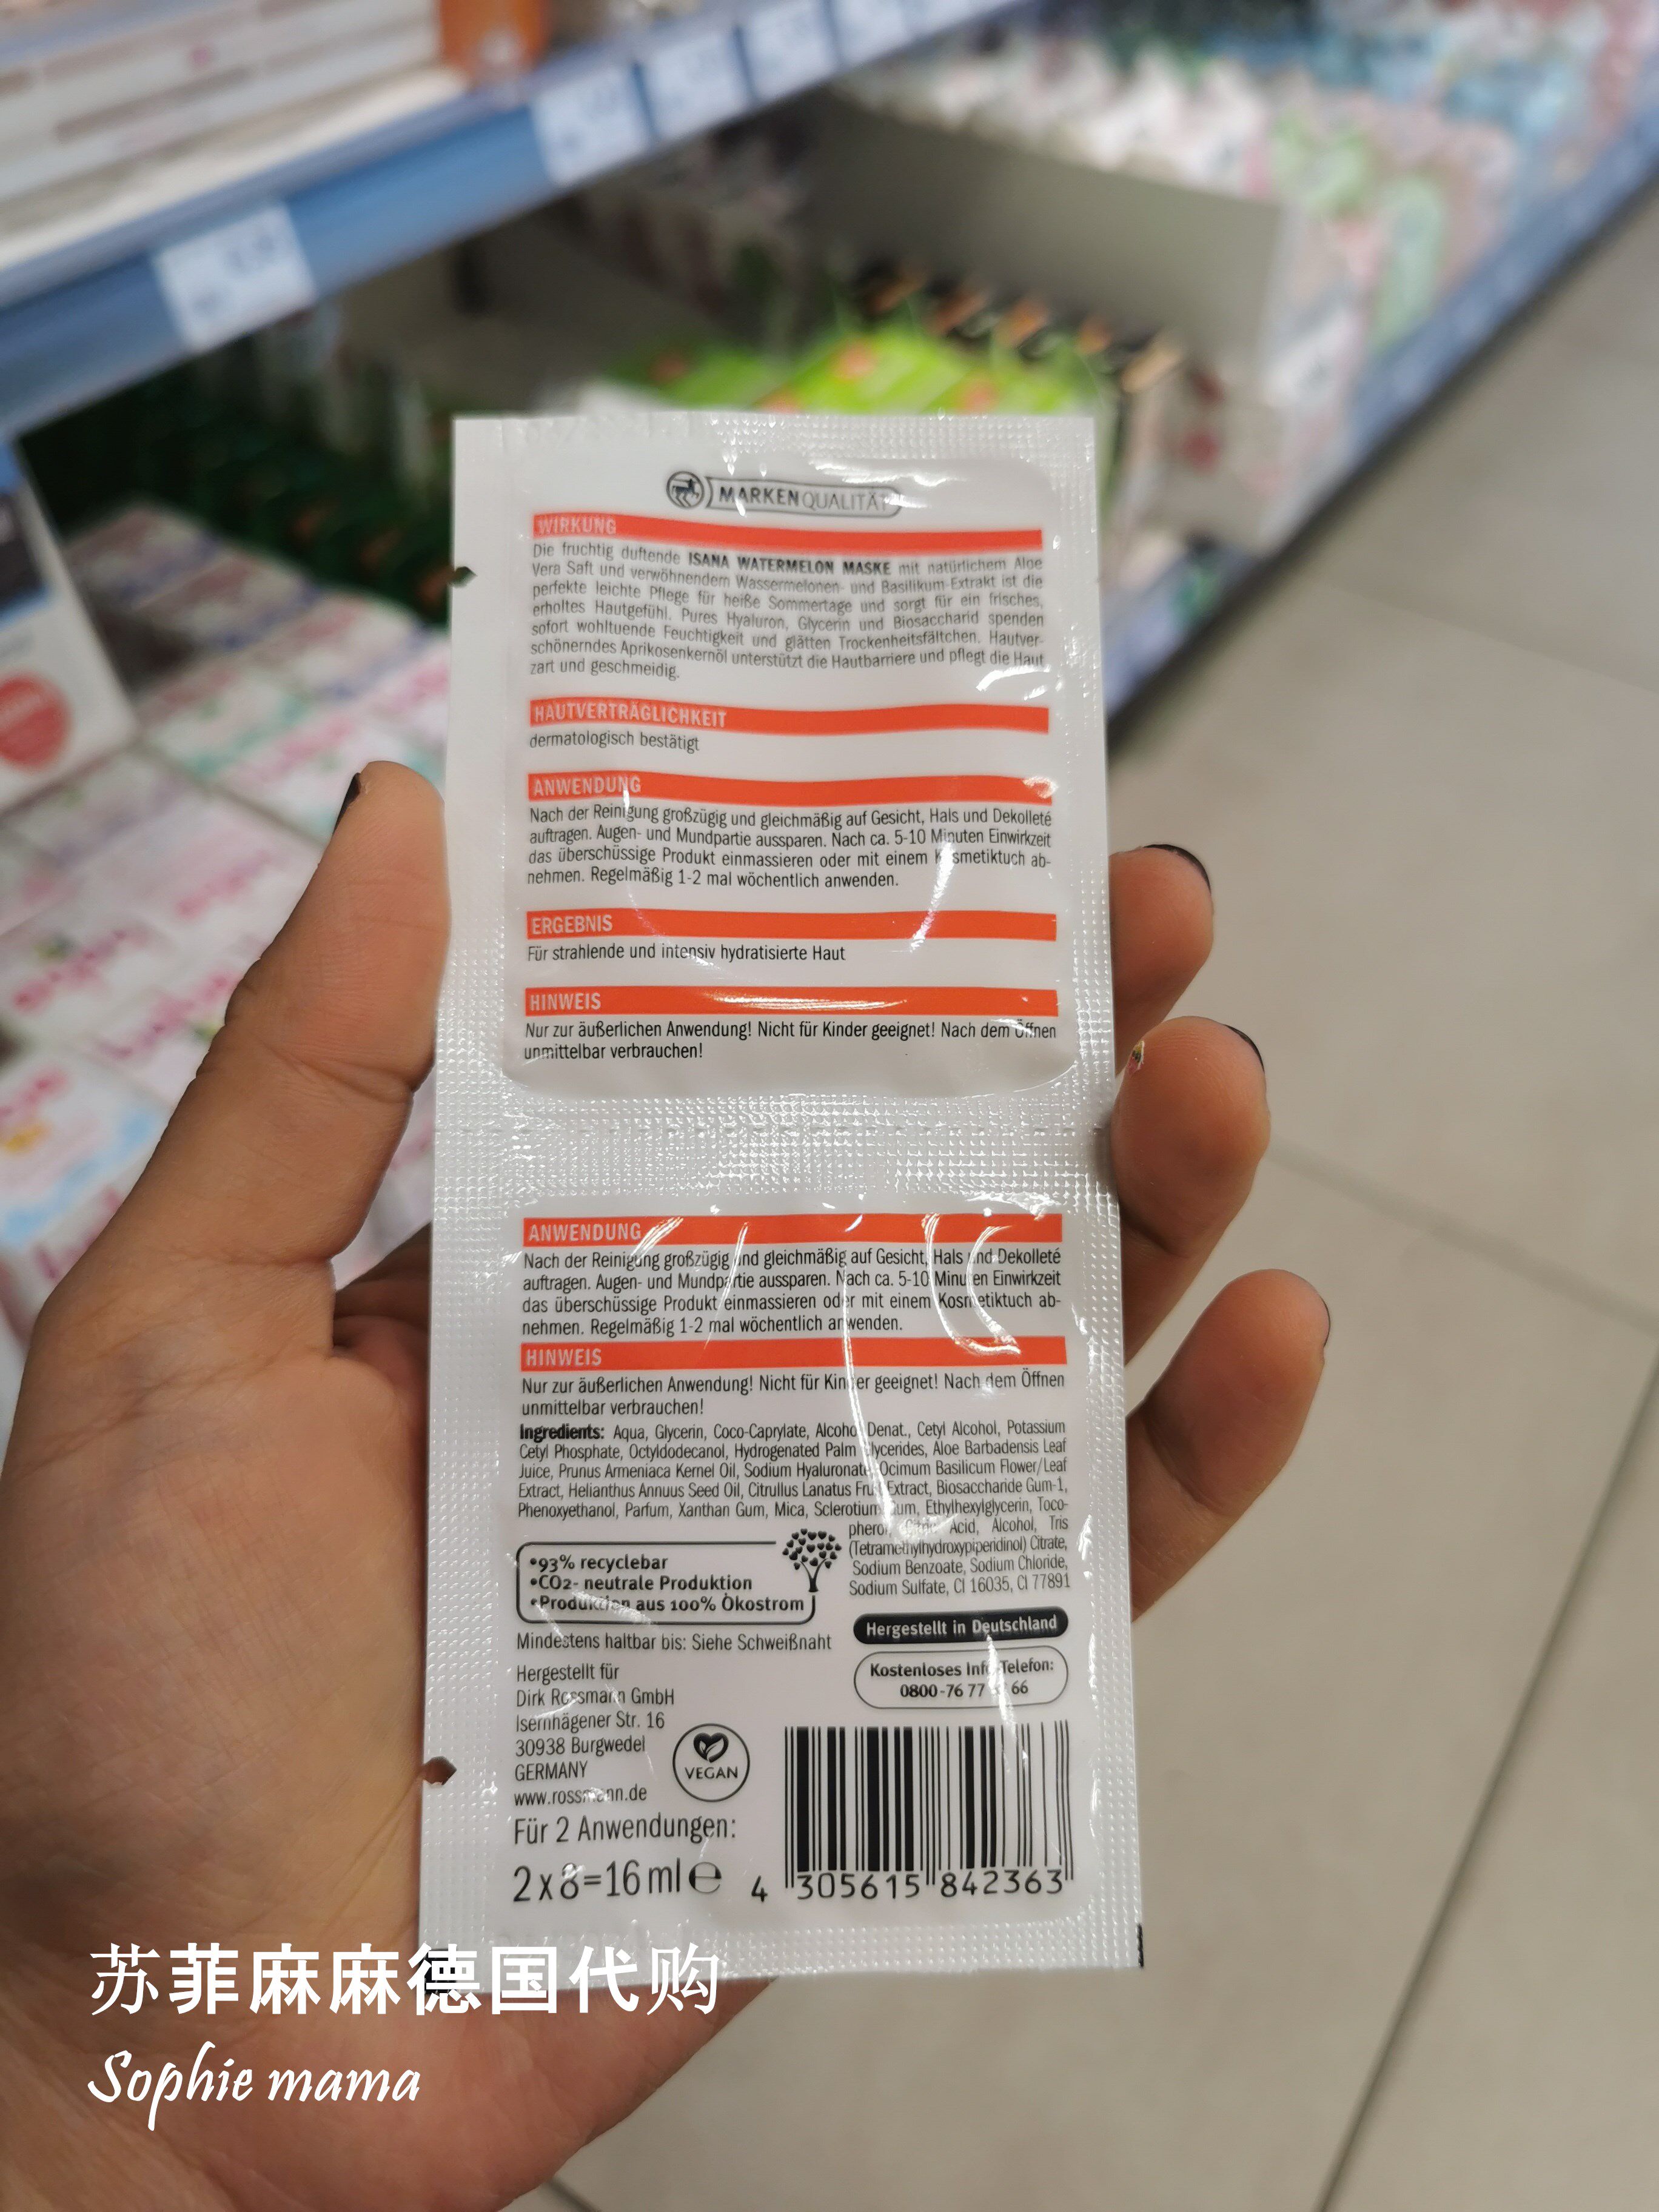 MARKENQUALITÄT
WIRKUNG
Die fruchtig duftende ISANA WATERMELON MASKE mit natürlichem Aloe
Vera Saft und verwöhnendem Wassermelonen- und Basilikum-Extrakt ist die
perfekte leichte Pflege für heiße Sommertage und sorgt für ein frisches,
erholtes Hautgefühl. Pures Hyaluron, Glycerin und Biosaccharid spenden
sofort wohltuende Feuchtigkeit und glätten Trockenheitsfältchen. Hautver-
schönerndes Aprikosenkernöl unterstützt die Hautbarriere und pflegt die Haut
zart und geschmeidig.
HAUTVERTRÄGLICHKEIT
dermatologisch bestätigt
ANWENDUNG
Nach der Reinigung großzügig und gleichmäßig auf Gesicht, Hals und Dekolleté
auftragen. Augen- und Mundpartie aussparen. Nach ca. 5-10 Minuten Einwirkzeit
das überschüssige Produkt einmassieren oder mit einem Kosmetiktuch ab-
nehmen. Regelmäßig 1-2 mal wöchentlich anwenden.
ERGEBNIS
Für strahlende und intensiv hydratisierte Haut
HINWEIS
Nur zur äußerlichen Anwendung! Nicht für Kinder geeignet! Nach dem Öffnen
unmittelbar verbrauchen!
ANWENDUNG
Nach der Reinigung großzügig und gleichmäßig auf Gesicht, Hals und Dekolleté
auftragen. Augen- und Mundpartie aussparen. Nach ca. 5-10 Minuten Einwirkzeit
das überschüssige Produkt einmassieren oder mit einem Kosmetiktuch ab-
nehmen. Regelmäßig 1-2 mal wöchentlich anwenden.
HINWEIS
Nur zur äußerlichen Anwendung! Nicht für Kinder geeignet! Nach dem Öffnen
unmittelbar verbrauchen!
Ingredients: Aqua, Glycerin, Coco-Caprylate, Alcohol Denat., Cetyl Alcohol, Potassium
Cetyl Phosphate, Octyldodecanol, Hydrogenated Palm Glycerides, Aloe Barbadensis Leaf
Juice, Prunus Armeniaca Kernel Oil, Sodium Hyaluronate, Ocimum Basilicum Flower/Leaf
Extract, Helianthus Annuus Seed Oil, Citrullus Lanatus Fruit Extract, Biosaccharide Gum-1,
Phenoxyethanol, Parfum, Xanthan Gum, Mica, Sclerotium Gum, Ethylhexylglycerin, Toco-
pherol, Citric Acid, Alcohol, Tris
(Tetramethylhydroxypiperidinol) Citrate,
Sodium Benzoate, Sodium Chloride,
Sodium Sulfate, CI 16035, CI 77891
•93% recyclebar
•CO2- neutrale Produktion
•Produktion aus 100% Ökostrom
Mindestens haltbar bis: Siehe Schweißnaht
Hergestellt in Deutschland
Kostenloses Info-Telefon:
0800-76 77 66
Hergestellt für
Dirk Rossmann GmbH
Isernhägener Str. 16
30938 Burgwedel
GERMANY
www.rossmann.de
VEGAN
Für 2 Anwendungen:
2 x 8=16 ml e
4 305615 842363
苏菲麻麻德国代购
Sophie mama